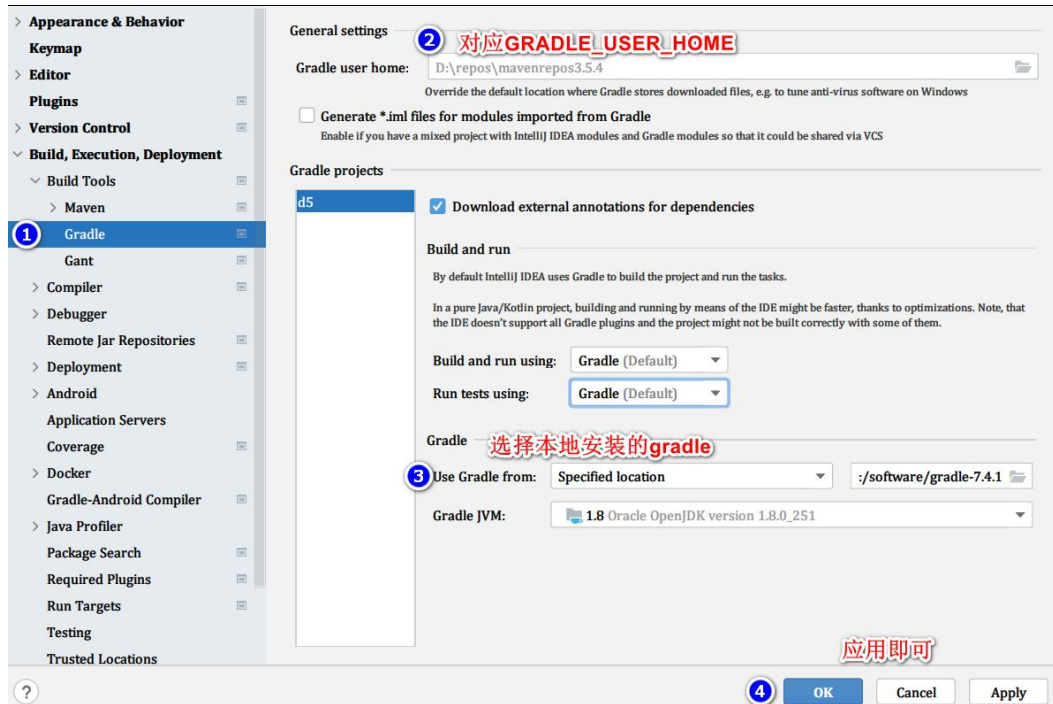 Appearance & Behavior
Keymap
Editor
Plugins
Version Control
Build, Execution, Deployment
Build Tools
Maven
1 Gradle
Gant
Compiler
Debugger
Remote Jar Repositories
Deployment
Android
Application Servers
Coverage
Docker
Gradle-Android Compiler
Java Profiler
Package Search
Required Plugins
Run Targets
Testing
Trusted Locations
?
General settings
2 对应GRADLE_USER_HOME
Gradle user home: D:\repos\mavenrepos3.5.4
Override the default location where Gradle stores downloaded files, e.g. to tune anti-virus software on Windows
Generate *.iml files for modules imported from Gradle
Enable if you have a mixed project with IntelliJ IDEA modules and Gradle modules so that it could be shared via VCS
Gradle projects
d5
Download external annotations for dependencies
Build and run
By default IntelliJ IDEA uses Gradle to build the project and run the tasks.
In a pure Java/Kotlin project, building and running by means of the IDE might be faster, thanks to optimizations. Note, that
the IDE doesn't support all Gradle plugins and the project might not be built correctly with some of them.
Build and run using: Gradle (Default)
Run tests using: Gradle (Default)
Gradle 选择本地安装的gradle
3 Use Gradle from: Specified location :/software/gradle-7.4.1
Gradle JVM: 1.8 Oracle OpenJDK version 1.8.0_251
应用即可
4 OK Cancel Apply